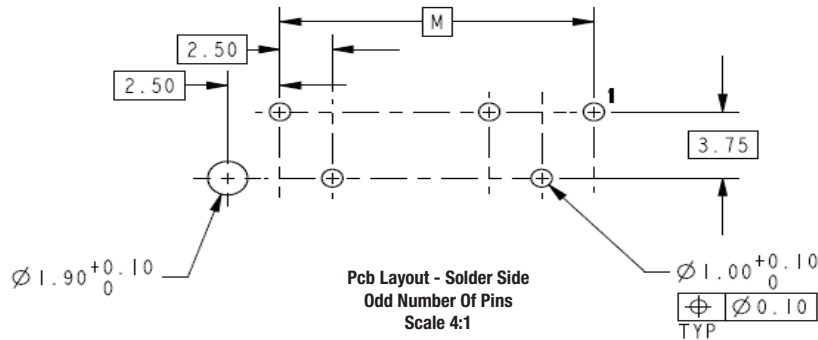 M
2.50
2.50
1
3.75
Ø1.90 +0.10 0
Pcb Layout - Solder Side
Odd Number Of Pins
Scale 4:1
Ø1.00 +0.10 0
⌖ Ø0.10
TYP